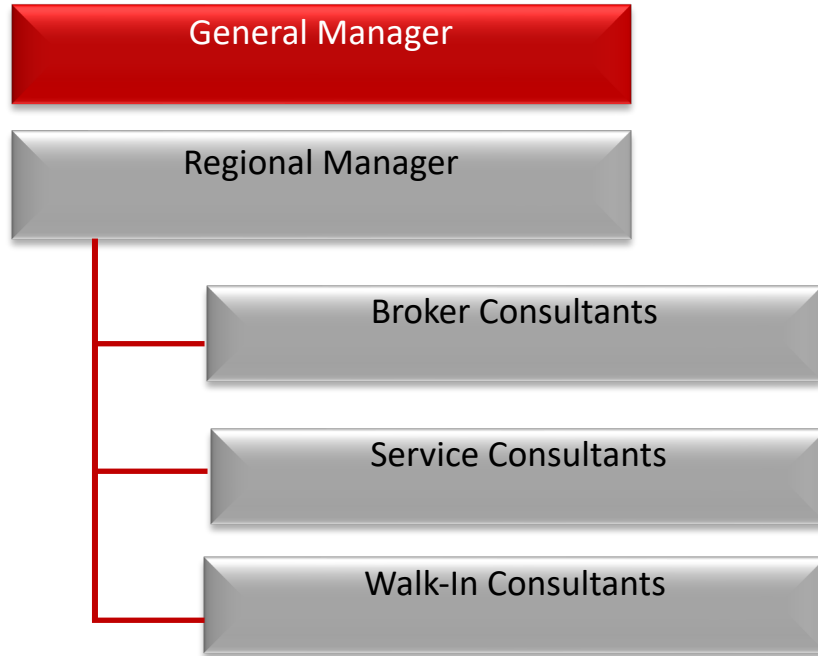 General Manager
Regional Manager
Broker Consultants
Service Consultants
Walk-In Consultants